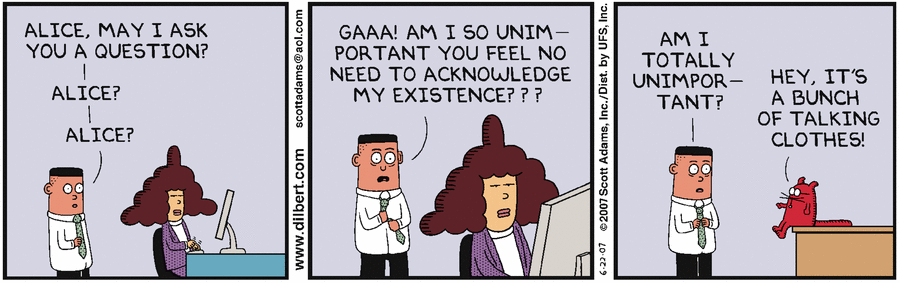 ALICE, MAY I ASK
YOU A QUESTION?
ALICE?
ALICE?
www.dilbert.com
scottadams@aol.com
GAAA! AM I SO UNIM–
PORTANT YOU FEEL NO
NEED TO ACKNOWLEDGE
MY EXISTENCE???
6-22-07 © 2007 Scott Adams, Inc./Dist. by UFS, Inc.
AM I
TOTALLY
UNIMPOR–
TANT?
HEY, IT'S
A BUNCH
OF TALKING
CLOTHES!